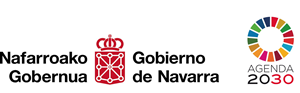 Nafarroako
Gobernua
Gobierno
de Navarra
AGENDA
2030